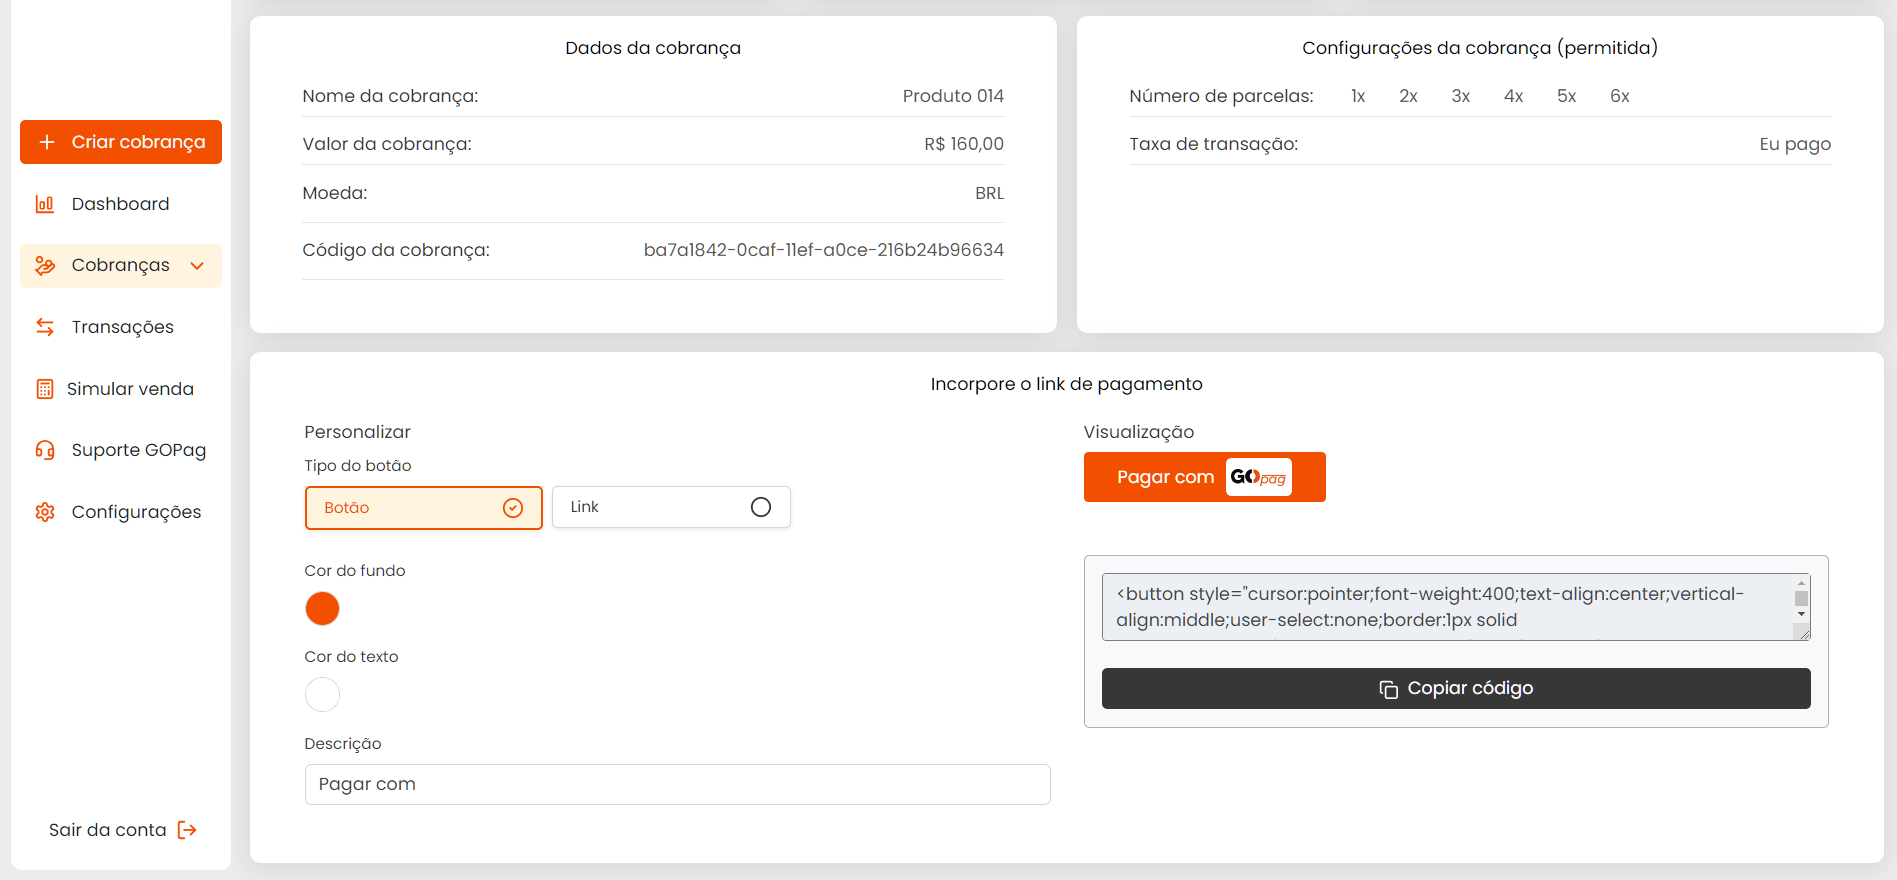 Criar cobrança
Dashboard
Cobranças
Transações
Simular venda
Suporte GOPag
Configurações
Sair da conta
Dados da cobrança
Nome da cobrança: Produto 014
Valor da cobrança: R$ 160,00
Moeda: BRL
Código da cobrança: ba7a1842-0caf-11ef-a0ce-216b24b96634
Configurações da cobrança (permitida)
Número de parcelas: 1x 2x 3x 4x 5x 6x
Taxa de transação: Eu pago
Incorpore o link de pagamento
Personalizar
Tipo do botão
Botão Link
Cor do fundo
Cor do texto
Descrição
Pagar com
Visualização
Pagar com GOpag
<button style="cursor:pointer;font-weight:400;text-align:center;vertical-
align:middle;user-select:none;border:1px solid
Copiar código